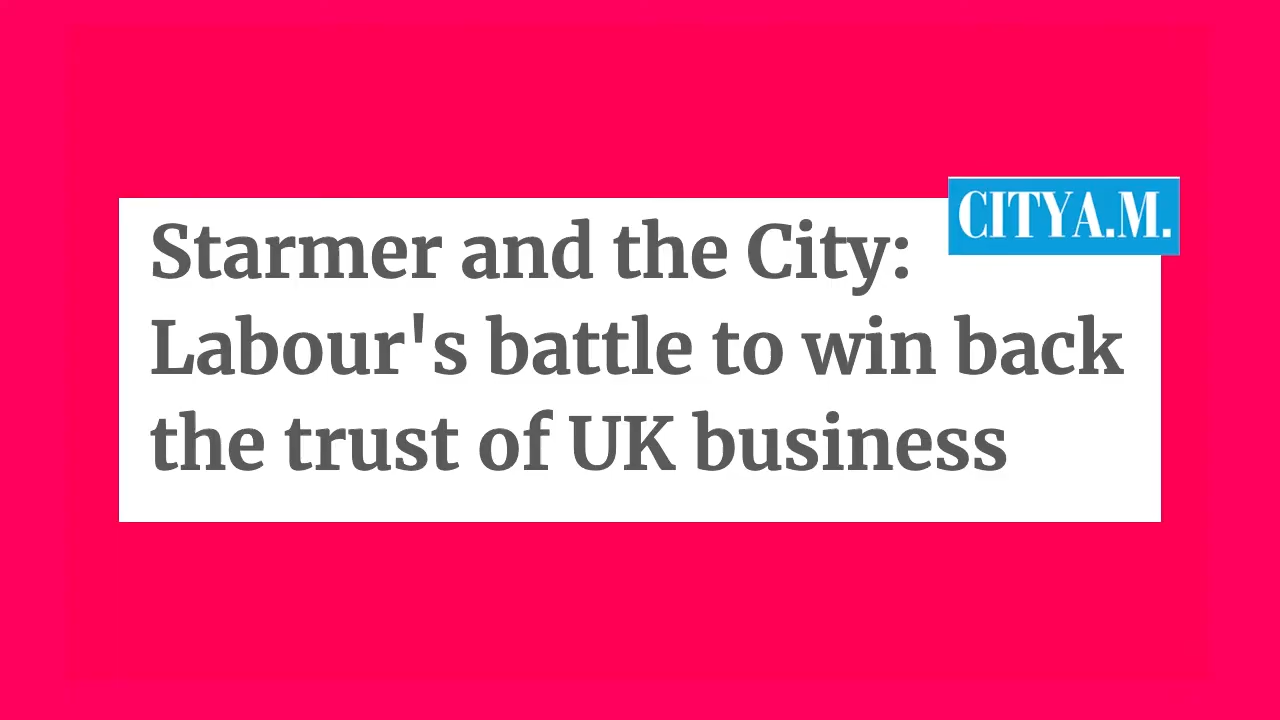 CITYA.M.
Starmer and the City:
Labour's battle to win back
the trust of UK business